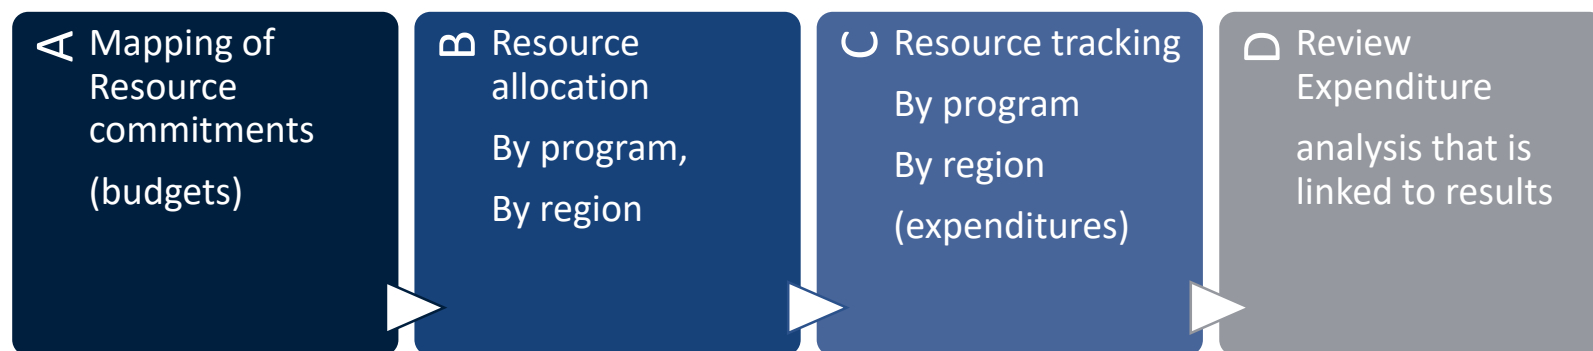 A
Mapping of
Resource
commitments
(budgets)
B
Resource
allocation
By program,
By region
C
Resource tracking
By program
By region
(expenditures)
D
Review
Expenditure
analysis that is
linked to results